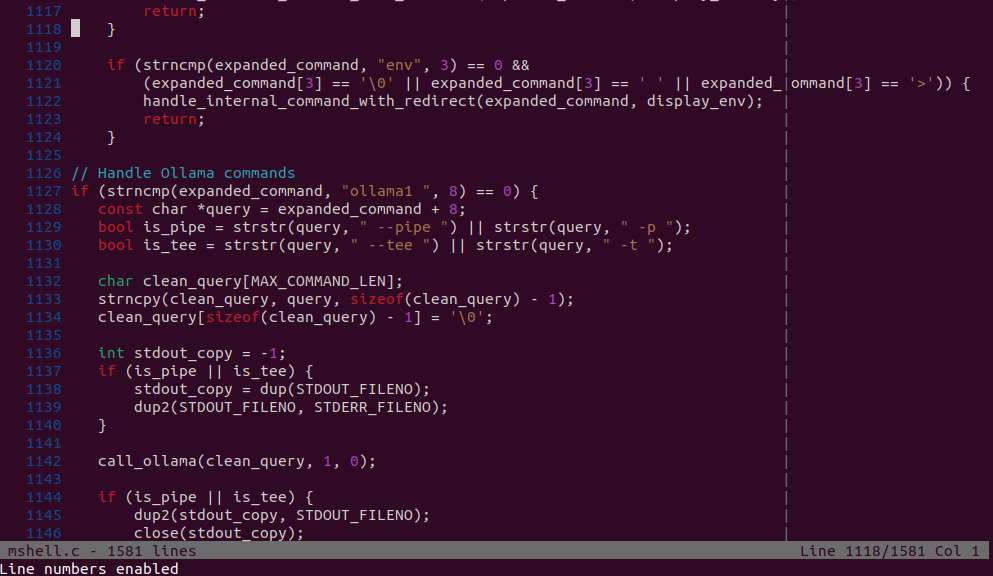 1117         return;
1118     }
1119
1120     if (strncmp(expanded_command, "env", 3) == 0 &&
1121         (expanded_command[3] == '\0' || expanded_command[3] == ' ' || expanded_ ommand[3] == '>')) {
1122         handle_internal_command_with_redirect(expanded_command, display_env);
1123         return;
1124     }
1125
1126 // Handle Ollama commands
1127 if (strncmp(expanded_command, "ollama1 ", 8) == 0) {
1128    const char *query = expanded_command + 8;
1129    bool is_pipe = strstr(query, " --pipe ") || strstr(query, " -p ");
1130    bool is_tee = strstr(query, " --tee ") || strstr(query, " -t ");
1131
1132    char clean_query[MAX_COMMAND_LEN];
1133    strncpy(clean_query, query, sizeof(clean_query) - 1);
1134    clean_query[sizeof(clean_query) - 1] = '\0';
1135
1136    int stdout_copy = -1;
1137    if (is_pipe || is_tee) {
1138        stdout_copy = dup(STDOUT_FILENO);
1139        dup2(STDOUT_FILENO, STDERR_FILENO);
1140    }
1141
1142    call_ollama(clean_query, 1, 0);
1143
1144    if (is_pipe || is_tee) {
1145        dup2(stdout_copy, STDOUT_FILENO);
1146        close(stdout_copy);
mshell.c - 1581 lines Line 1118/1581 Col 1
Line numbers enabled